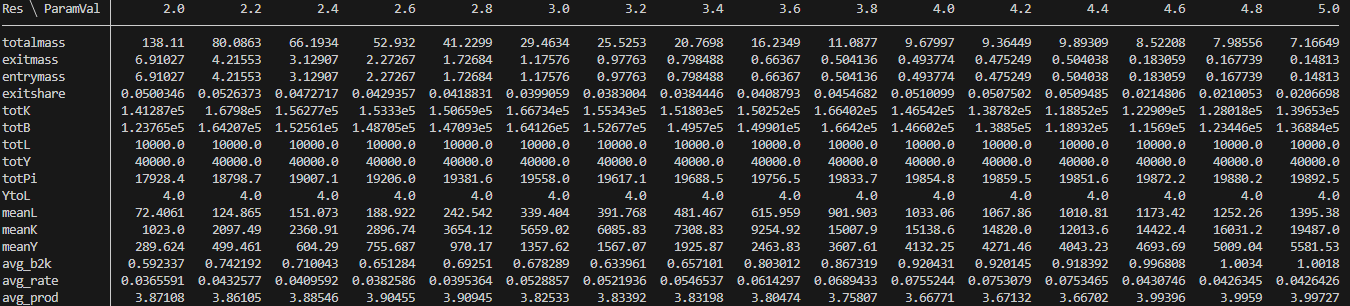 Res \ ParamVal 2.0 2.2 2.4 2.6 2.8 3.0 3.2 3.4 3.6 3.8 4.0 4.2 4.4 4.6 4.8 5.0
totalmass 138.11 80.0863 66.1934 52.932 41.2299 29.4634 25.5253 20.7698 16.2349 11.0877 9.67997 9.36449 9.89309 8.52208 7.98556 7.16649
exitmass 6.91027 4.21553 3.12907 2.27267 1.72684 1.17576 0.97763 0.798488 0.66367 0.504136 0.493774 0.475249 0.504038 0.183059 0.167739 0.14813
entrymass 6.91027 4.21553 3.12907 2.27267 1.72684 1.17576 0.97763 0.798488 0.66367 0.504136 0.493774 0.475249 0.504038 0.183059 0.167739 0.14813
exitshare 0.0500346 0.0526373 0.0472717 0.0429357 0.0418831 0.0399059 0.0383004 0.0384446 0.0408793 0.0454682 0.0510099 0.0507502 0.0509485 0.0214806 0.0210053 0.0206698
totK 1.41287e5 1.6798e5 1.56277e5 1.5333e5 1.50659e5 1.66734e5 1.55343e5 1.51803e5 1.50252e5 1.66402e5 1.46542e5 1.38782e5 1.18852e5 1.22909e5 1.28018e5 1.39653e5
totB 1.23765e5 1.64207e5 1.52561e5 1.48705e5 1.47093e5 1.64126e5 1.52677e5 1.4957e5 1.49901e5 1.6642e5 1.46602e5 1.3885e5 1.18932e5 1.1569e5 1.23446e5 1.36884e5
totL 10000.0 10000.0 10000.0 10000.0 10000.0 10000.0 10000.0 10000.0 10000.0 10000.0 10000.0 10000.0 10000.0 10000.0 10000.0 10000.0
totY 40000.0 40000.0 40000.0 40000.0 40000.0 40000.0 40000.0 40000.0 40000.0 40000.0 40000.0 40000.0 40000.0 40000.0 40000.0 40000.0
totPi 17928.4 18798.7 19007.1 19206.0 19381.6 19558.0 19617.1 19688.5 19756.5 19833.7 19854.8 19859.5 19851.6 19872.2 19880.2 19892.5
YtoL 4.0 4.0 4.0 4.0 4.0 4.0 4.0 4.0 4.0 4.0 4.0 4.0 4.0 4.0 4.0 4.0
meanL 72.4061 124.865 151.073 188.922 242.542 339.404 391.768 481.467 615.959 901.903 1033.06 1067.86 1010.81 1173.42 1252.26 1395.38
meanK 1023.0 2097.49 2360.91 2896.74 3654.12 5659.02 6085.83 7308.83 9254.92 15007.9 15138.6 14820.0 12013.6 14422.4 16031.2 19487.0
meanY 289.624 499.461 604.29 755.687 970.17 1357.62 1567.07 1925.87 2463.83 3607.61 4132.25 4271.46 4043.23 4693.69 5009.04 5581.53
avg_b2k 0.592337 0.742192 0.710043 0.651284 0.69251 0.678289 0.633961 0.657101 0.803012 0.867319 0.920431 0.920145 0.918392 0.996808 1.0034 1.0018
avg_rate 0.0365591 0.0432577 0.0409592 0.0382586 0.0395364 0.0528857 0.0521936 0.0546536 0.0614297 0.0689433 0.0755244 0.0753079 0.0753465 0.0430746 0.0426345 0.0426426
avg_prod 3.87108 3.86105 3.88546 3.90455 3.90945 3.82533 3.83392 3.83198 3.80474 3.75807 3.66771 3.67132 3.66702 3.99396 3.9959 3.99727